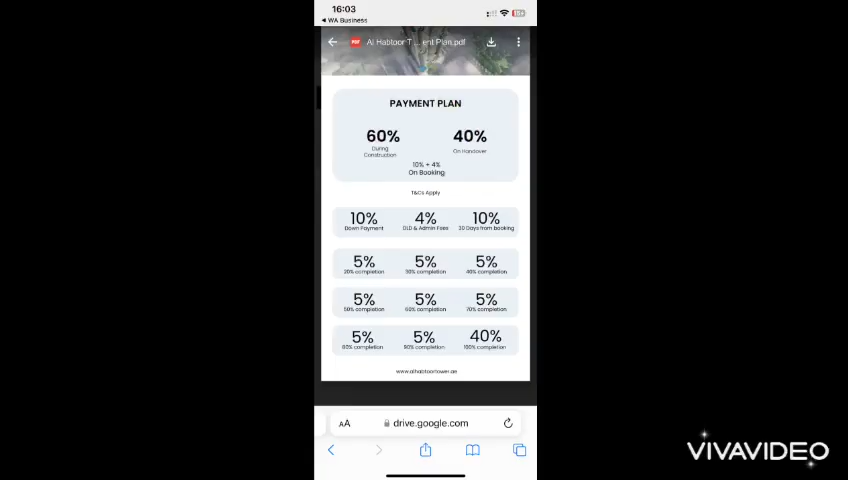 16:03
◀ WA Business
PDF Al Habtoor T ... ent Plan.pdf
PAYMENT PLAN
60% 40%
During
Construction
On Handover
10% + 4%
On Booking
T&Cs Apply
10% 4% 10%
Down Payment DLD & Admin Fees 30 Days from booking
5% 5% 5%
20% completion 30% completion 40% completion
5% 5% 5%
50% completion 60% completion 70% completion
5% 5% 40%
80% completion 90% completion 100% completion
www.alhabtoortower.ae
AA drive.google.com
VIVAVIDEO